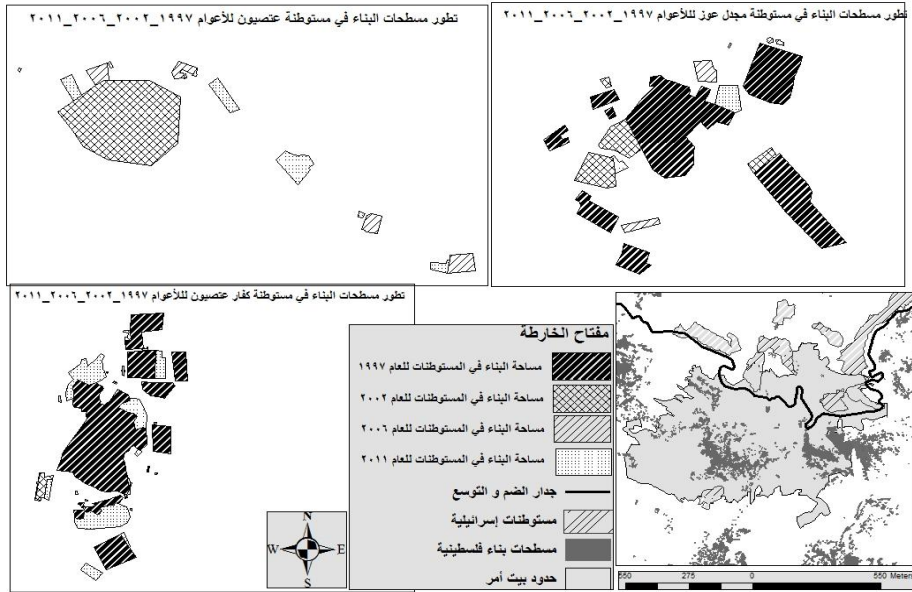 تطور مسطحات البناء في مستوطنة عتصيون للأعوام ١٩٩٧_٢٠٠٢_٢٠٠٦_٢٠١١
تطور مسطحات البناء في مستوطنة مجدل عوز لللأعوام ١٩٩٧_٢٠٠٢_٢٠٠٦_٢٠١١
تطور مسطحات البناء في مستوطنة كفار عتصيون لللأعوام ١٩٩٧_٢٠٠٢_٢٠٠٦_٢٠١١
مفتاح الخارطة
مساحة البناء في المستوطنات للعام ١٩٩٧
مساحة البناء في المستوطنات للعام ٢٠٠٢
مساحة البناء في المستوطنات للعام ٢٠٠٦
مساحة البناء في المستوطنات للعام ٢٠١١
جدار الضم و التوسع
مستوطنات إسرائيلية
مسطحات بناء فلسطينية
حدود بيت أمر
N
W E
S
550 275 0 550 Meters